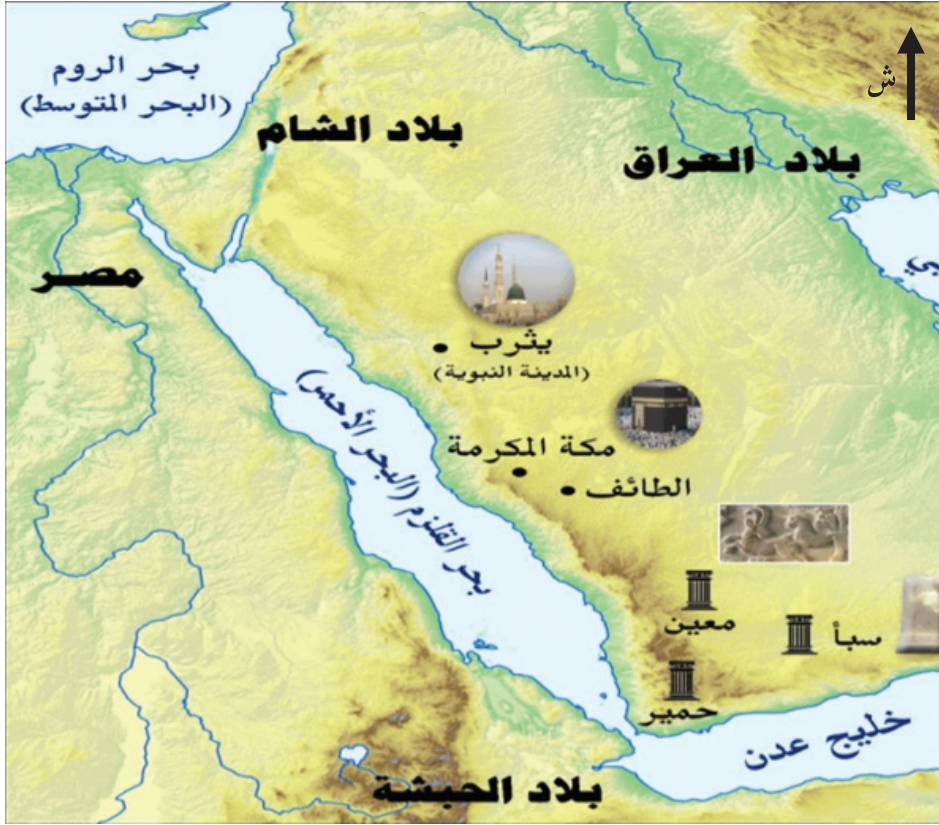 بحر الروم
(البحر المتوسط)
ش
بلاد الشام
بلاد العراق
مصر
يثرب
(المدينة النبوية)
مكة المكرمة
الطائف
بحر القلزم (البحر الأحمر)
معين
سبأ
حمير
خليج عدن
بلاد الحبشة